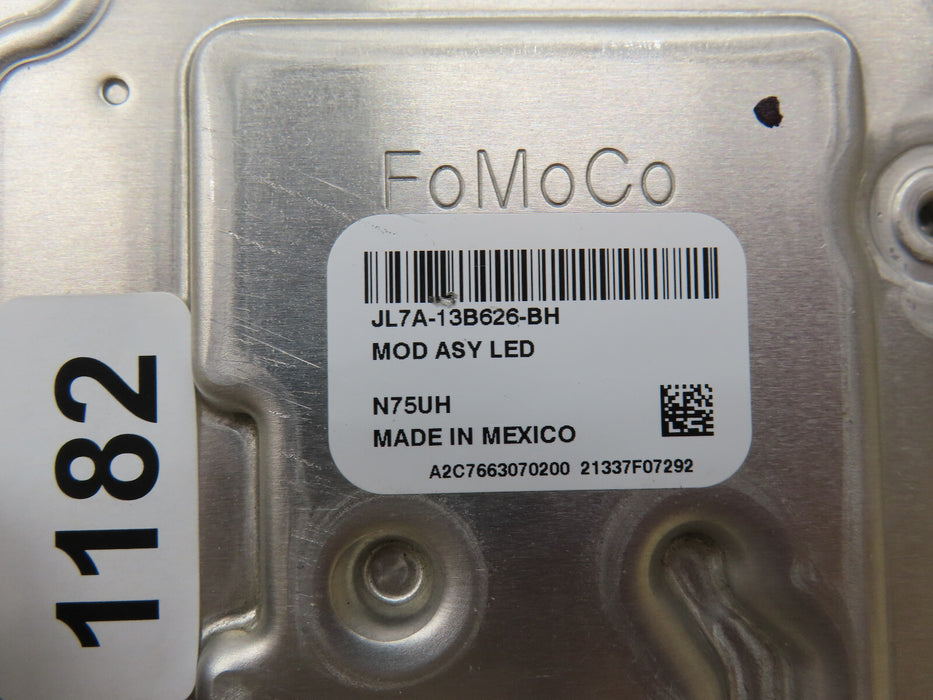 FoMoCo
JL7A-13B626-BH
MOD ASY LED
N75UH
MADE IN MEXICO
A2C7663070200 21337F07292
1182